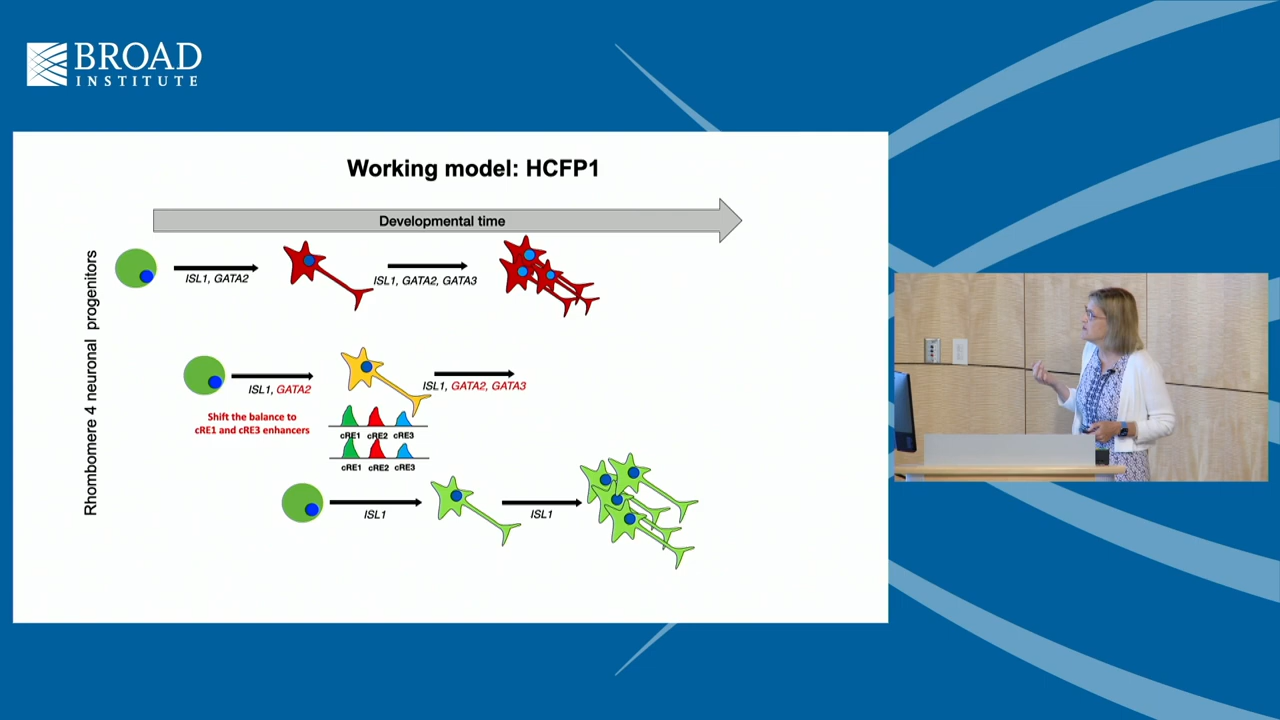 BROAD
INSTITUTE
Working model: HCFP1
Developmental time
Rhombomere 4 neuronal progenitors
ISL1, GATA2
ISL1, GATA2, GATA3
ISL1, GATA2
ISL1, GATA2, GATA3
Shift the balance to
cRE1 and cRE3 enhancers
cRE1 cRE2 cRE3
cRE1 cRE2 cRE3
ISL1
ISL1